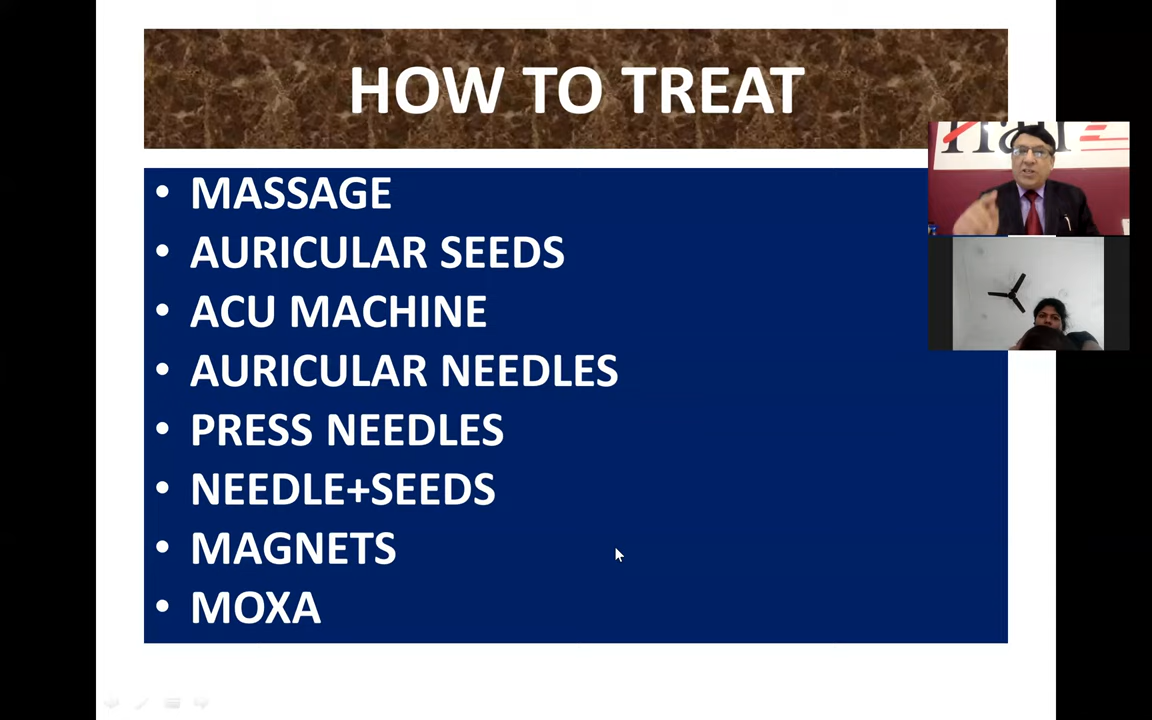 HOW TO TREAT
• MASSAGE
• AURICULAR SEEDS
• ACU MACHINE
• AURICULAR NEEDLES
• PRESS NEEDLES
• NEEDLE+SEEDS
• MAGNETS
• MOXA